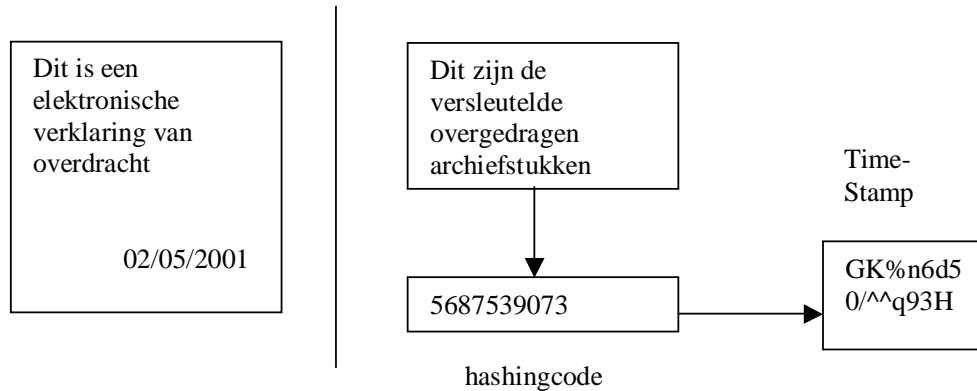 Dit is een
elektronische
verklaring van
overdracht
02/05/2001
Dit zijn de
versleutelde
overgedragen
archiefstukken
Time-
Stamp
5687539073
GK%n6d5
0/^^q93H
hashingcode